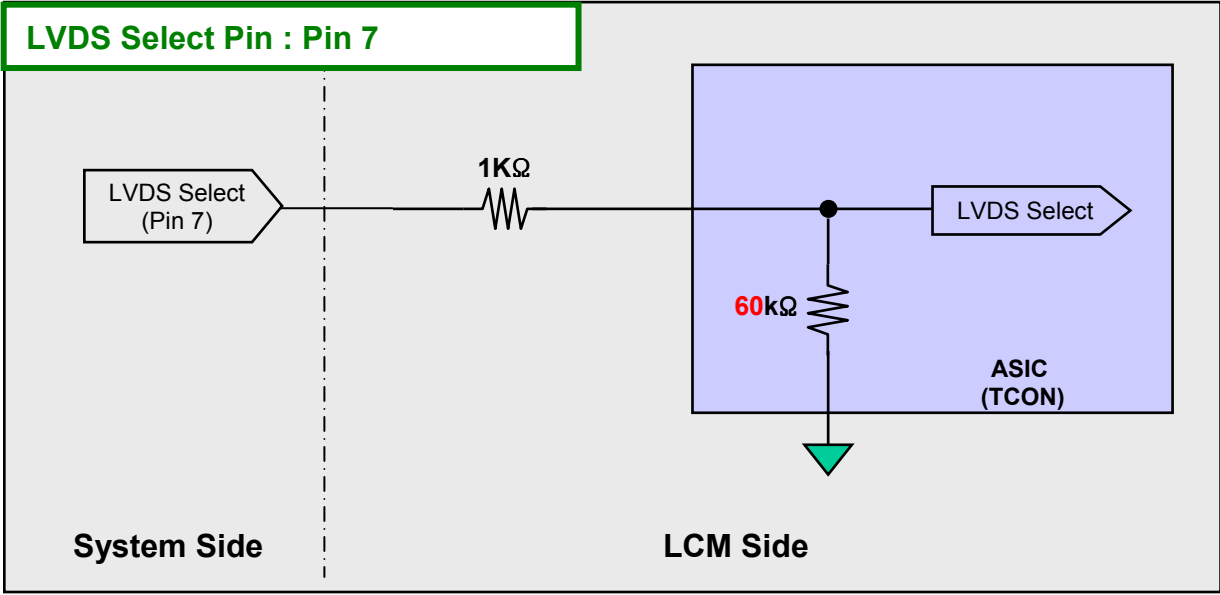 LVDS Select Pin : Pin 7
1KΩ
LVDS Select
(Pin 7)
LVDS Select
60kΩ
ASIC
(TCON)
System Side
LCM Side